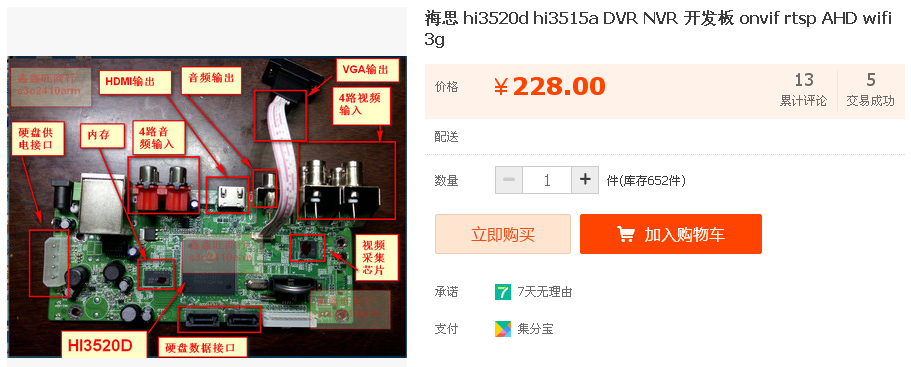 海思 hi3520d hi3515a DVR NVR 开发板 onvif rtsp AHD wifi
3g
价格
¥228.00
13
累计评论
5
交易成功
配送
数量
1
件(库存652件)
立即购买
加入购物车
承诺
7
7天无理由
支付
集分宝
HDMI输出
音频输出
VGA输出
4路视频
输入
硬盘供
电接口
内存
4路音
频输入
视频
采集
芯片
HI3520D
硬盘数据接口
s3c2410arm